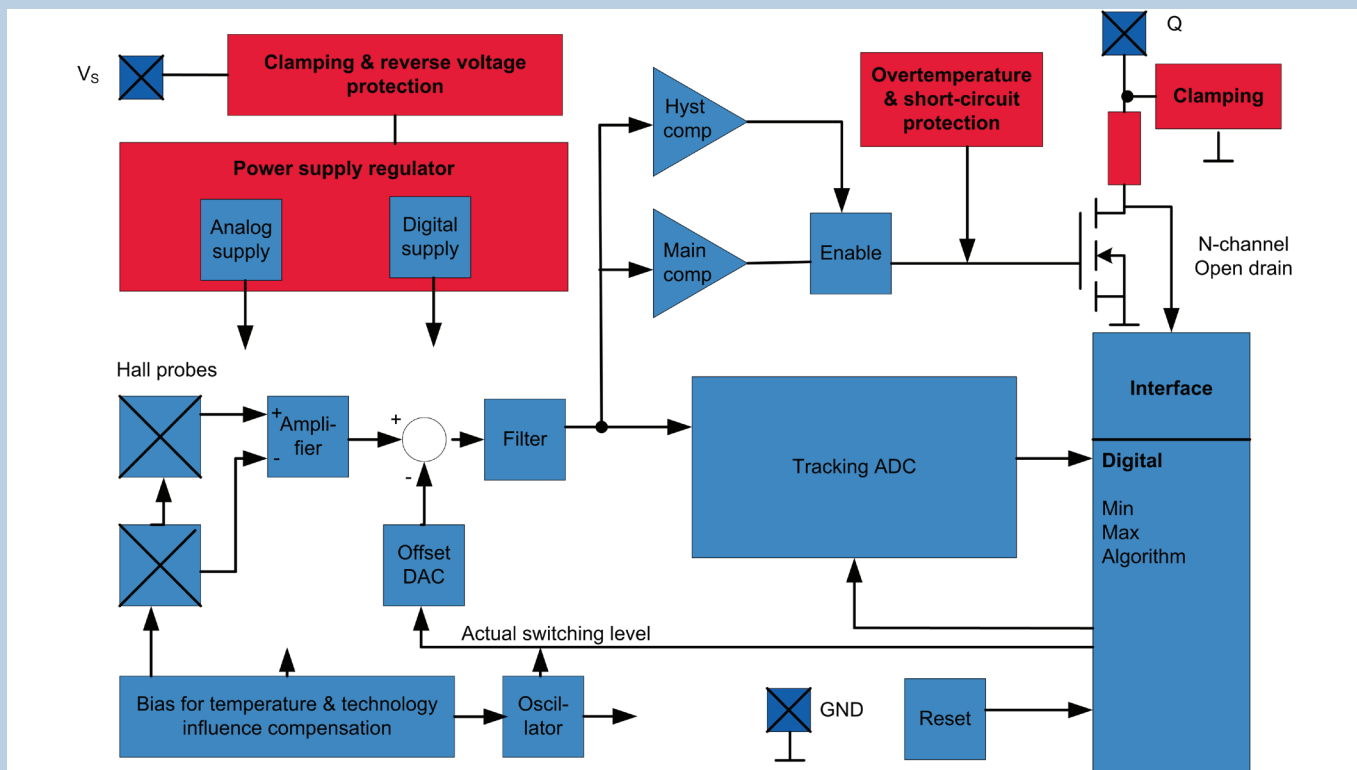 Q
V_S
Clamping & reverse voltage
protection
Hyst
comp
Overtemperature
& short-circuit
protection
Clamping
Power supply regulator
Analog
supply
Digital
supply
Main
comp
Enable
N-channel
Open drain
Hall probes
+
-
Ampli-
fier
+
-
Filter
Tracking ADC
Interface
Digital
Min
Max
Algorithm
Offset
DAC
Actual switching level
Bias for temperature & technology
influence compensation
Oscil-
lator
GND
Reset